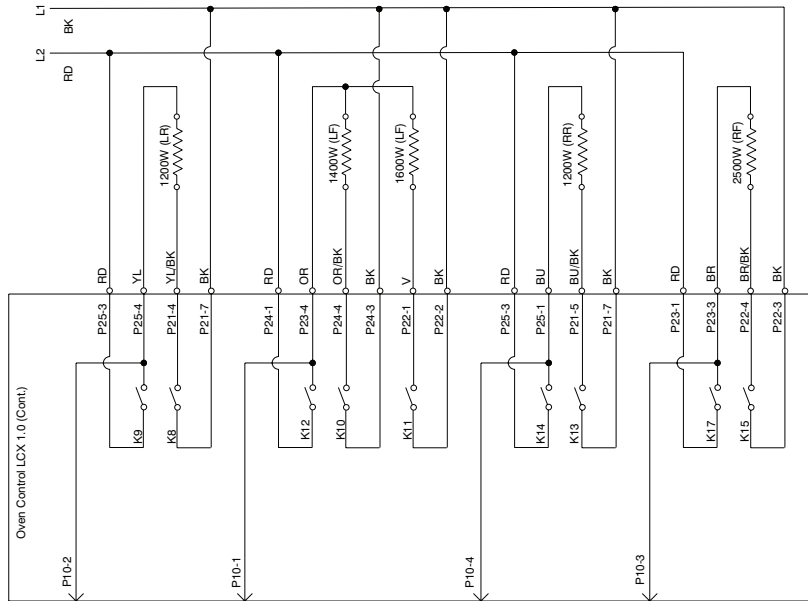 L1
BK
L2
RD
1200W (LR)
1400W (LF)
1600W (LF)
1200W (RR)
2500W (RF)
RD
YL
YL/BK
BK
RD
OR
OR/BK
BK
V
BK
RD
BU
BU/BK
BK
RD
BR
BR/BK
BK
P25-3
P25-4
P21-4
P21-7
P24-1
P23-4
P24-4
P24-3
P22-1
P22-2
P25-3
P25-1
P21-5
P21-7
P23-1
P23-3
P22-4
P22-3
Oven Control LCX 1.0 (Cont.)
K9
K8
K12
K10
K11
K14
K13
K17
K15
P10-2
P10-1
P10-4
P10-3